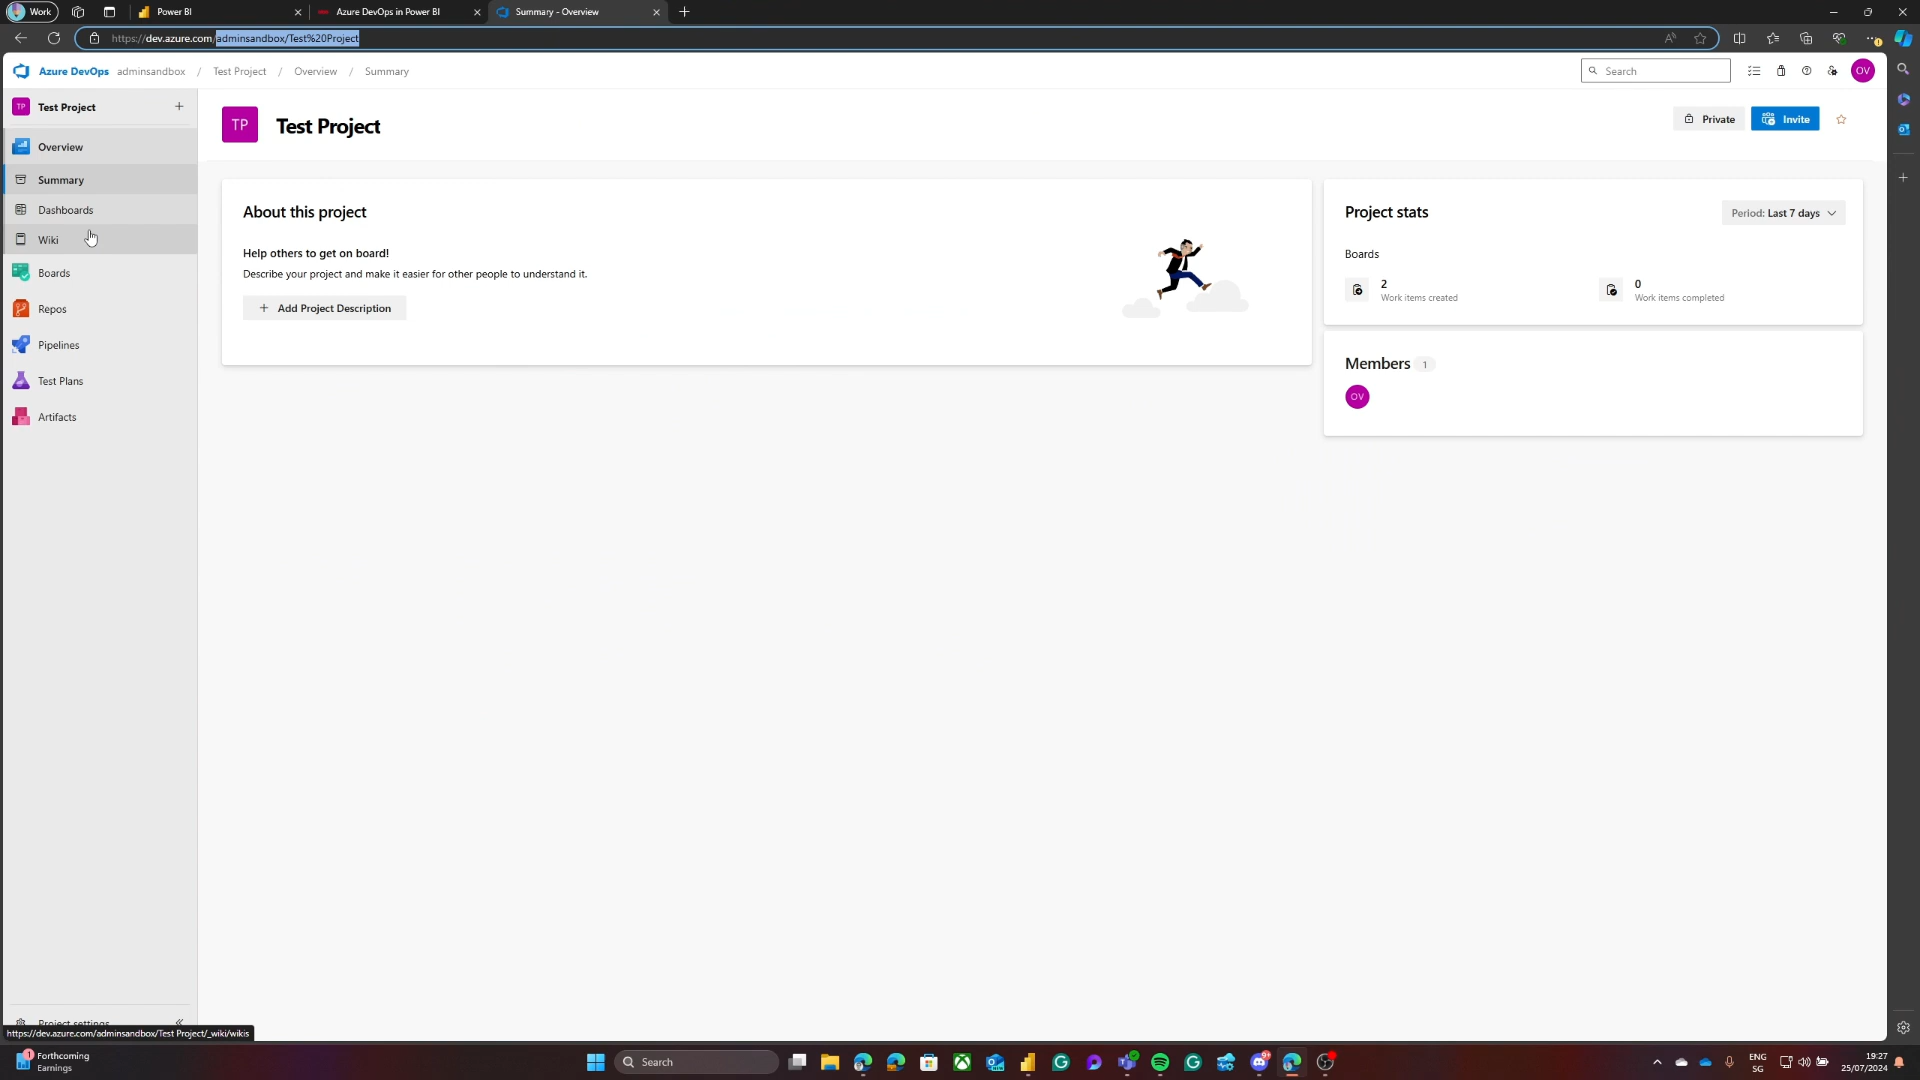 Work
Power BI
Azure DevOps in Power BI
Summary - Overview
https://dev.azure.com/adminsandbox/Test%20Project
Azure DevOps adminsandbox / Test Project / Overview / Summary
Search
OV
TP Test Project
TP
Test Project
Private
Invite
Overview
Summary
Dashboards
Wiki
Boards
Repos
Pipelines
Test Plans
Artifacts
About this project
Help others to get on board!
Describe your project and make it easier for other people to understand it.
Add Project Description
Project stats
Period: Last 7 days
Boards
2
Work items created
0
Work items completed
Members 1
OV
Project settings
https://dev.azure.com/adminsandbox/Test Project/_wiki/wikis
1
Forthcoming
Earnings
Search
ENG
SG
19:27
25/07/2024